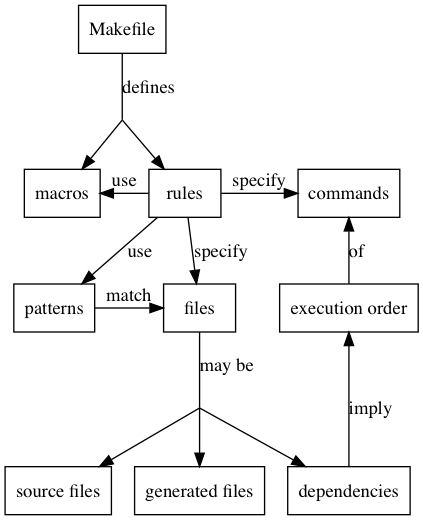 Makefile
defines
macros
use
rules
specify
commands
use
specify
of
patterns
match
files
execution order
may be
imply
source files
generated files
dependencies